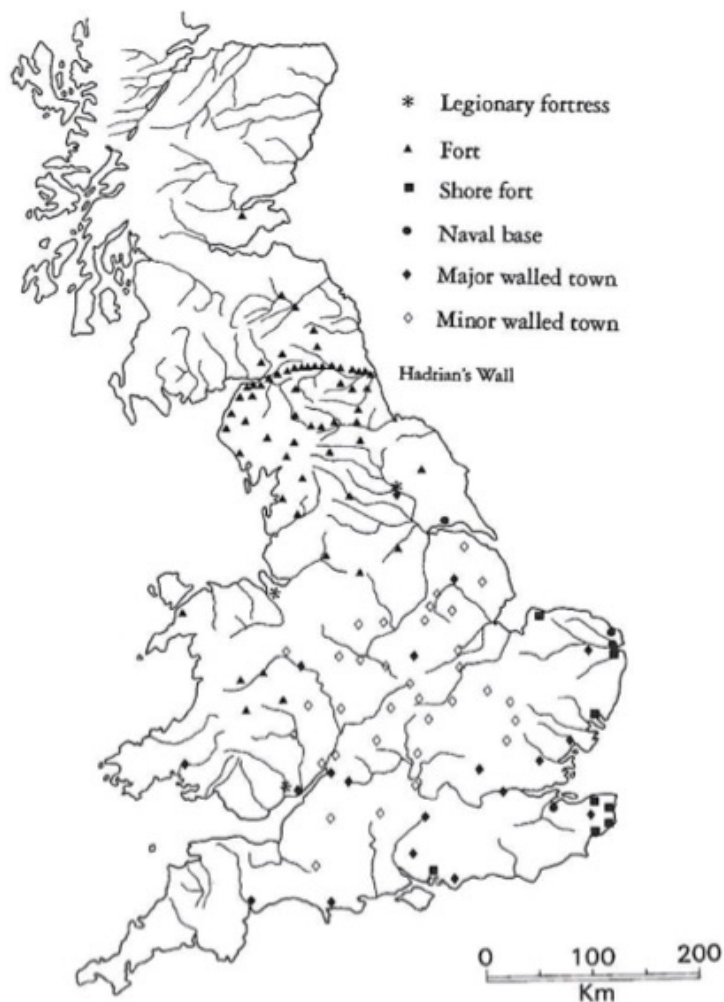 Legionary fortress
Fort
Shore fort
Naval base
Major walled town
Minor walled town
Hadrian's Wall
0 100 200
Km